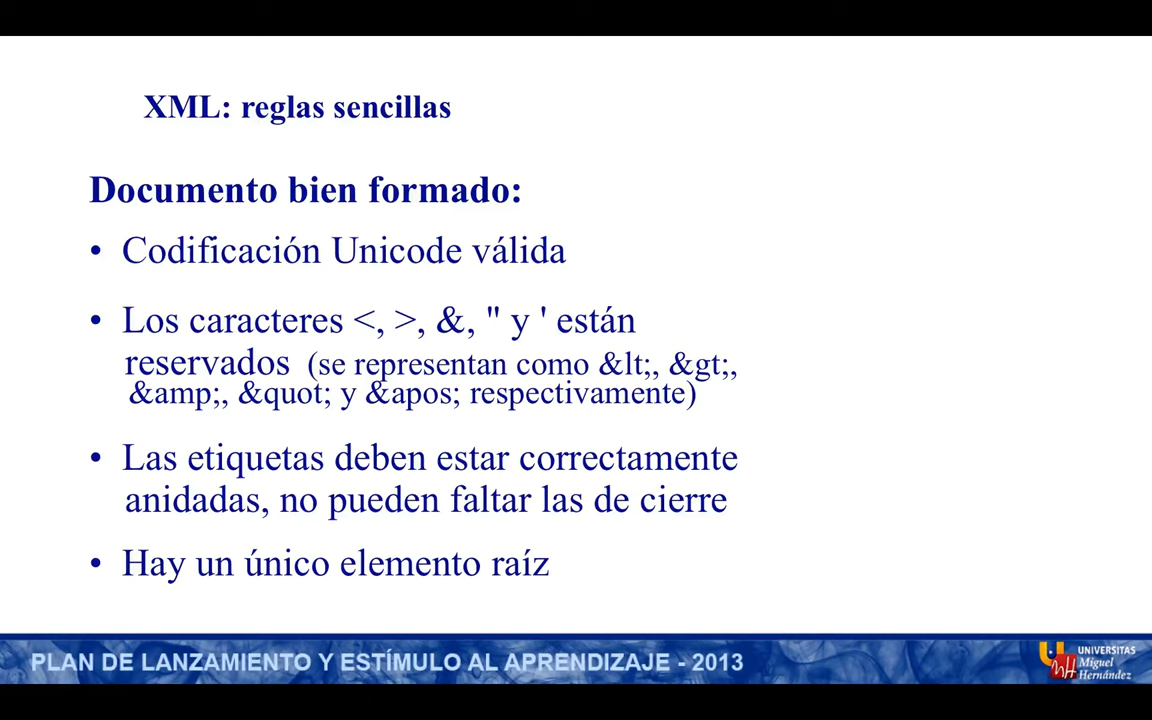 XML: reglas sencillas
Documento bien formado:
• Codificación Unicode válida
• Los caracteres <, >, &, " y ' están
reservados (se representan como &lt;, &gt;,
&amp;, &quot; y &apos; respectivamente)
• Las etiquetas deben estar correctamente
anidadas, no pueden faltar las de cierre
• Hay un único elemento raíz
PLAN DE LANZAMIENTO Y ESTÍMULO AL APRENDIZAJE - 2013
UNIVERSITAS
Miguel
Hernández